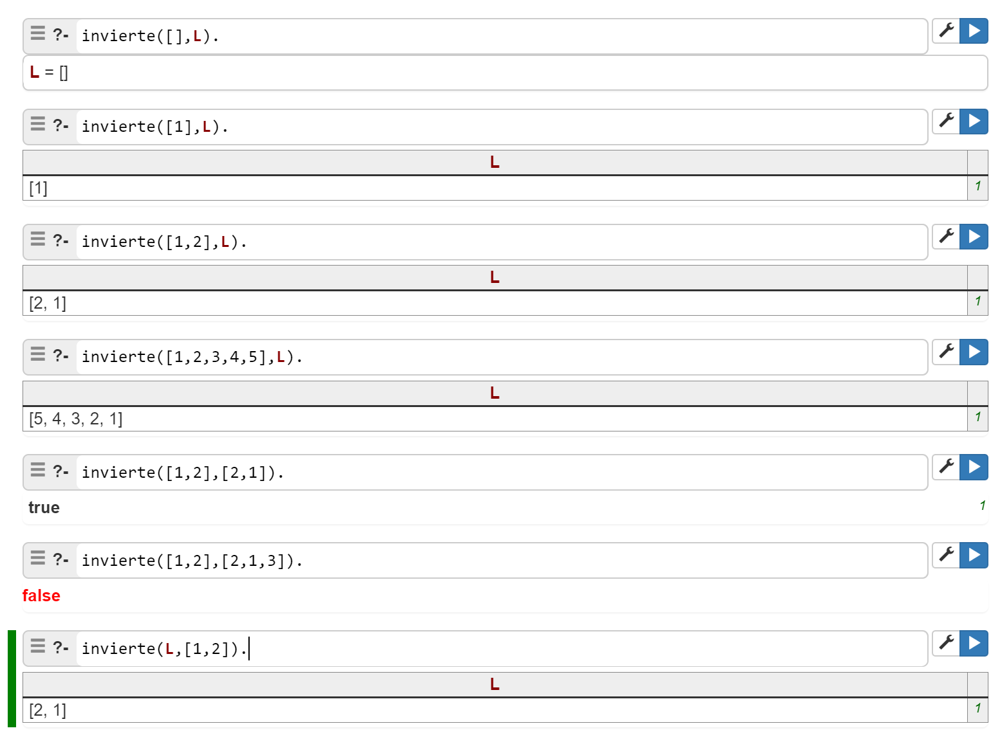 ?- invierte([],L).
L = []
?- invierte([1],L).
L
[1] 1
?- invierte([1,2],L).
L
[2, 1] 1
?- invierte([1,2,3,4,5],L).
L
[5, 4, 3, 2, 1] 1
?- invierte([1,2],[2,1]).
true 1
?- invierte([1,2],[2,1,3]).
false
?- invierte(L,[1,2]).
L
[2, 1] 1